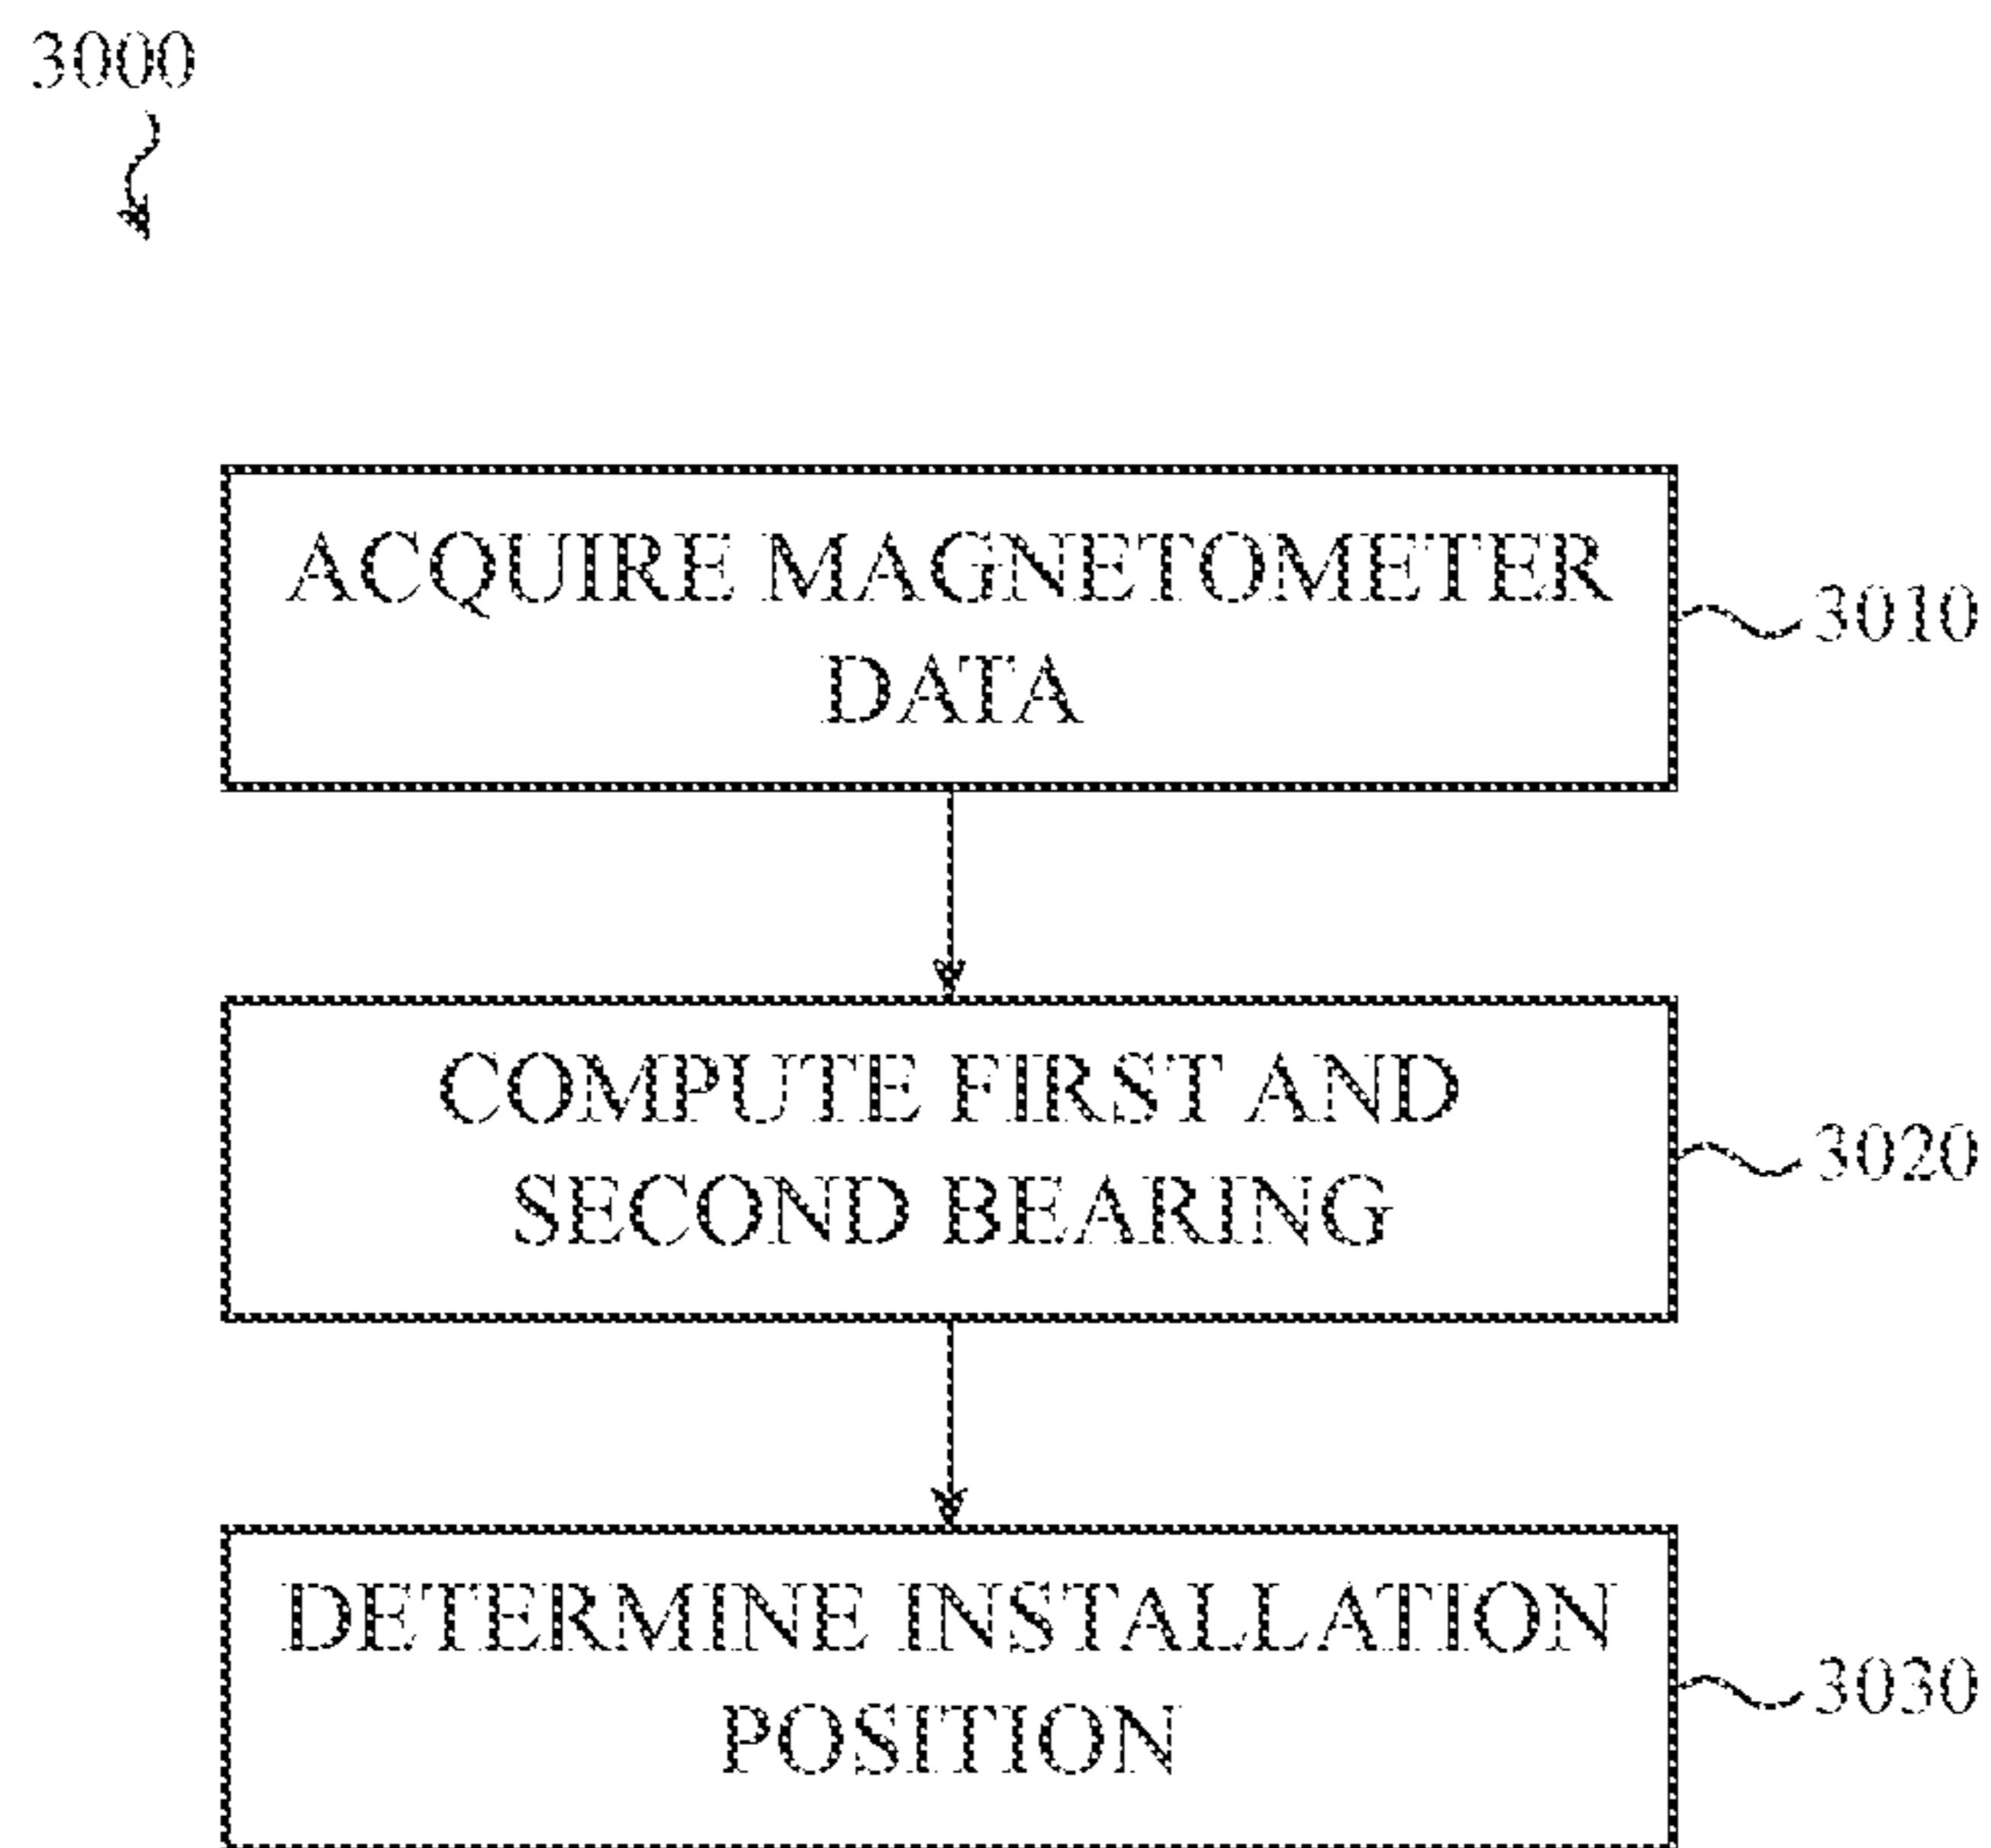 3000
ACQUIRE MAGNETOMETER
DATA
3010
COMPUTE FIRST AND
SECOND BEARING
3020
DETERMINE INSTALLATION
POSITION
3030